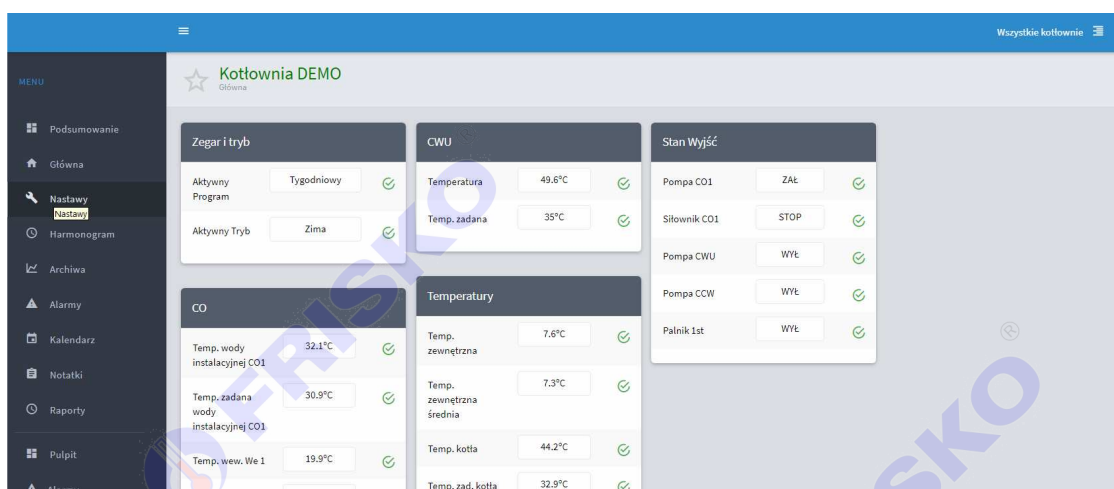 Wszystkie kotłownie
MENU
Podsumowanie
Główna
Nastawy
Nastawy
Harmonogram
Archiwa
Alarmy
Kalendarz
Notatki
Raporty
Pulpit
Alarmy
Kotłownia DEMO
Główna
Zegar i tryb
Aktywny
Program
Tygodniowy
Aktywny Tryb
Zima
CO
Temp. wody
instalacyjnej CO1
32.1°C
Temp. zadana
wody
instalacyjnej CO1
30.9°C
Temp. wew. We 1
19.9°C
CWU
Temperatura
49.6°C
Temp. zadana
35°C
Temperatury
Temp.
zewnętrzna
7.6°C
Temp.
zewnętrzna
średnia
7.3°C
Temp. kotła
44.2°C
Temp. zad. kotła
32.9°C
Stan Wyjść
Pompa CO1
ZAŁ
Siłownik CO1
STOP
Pompa CWU
WYŁ
Pompa CCW
WYŁ
Palnik 1st
WYŁ
FRISKO
®
FRISKO
®